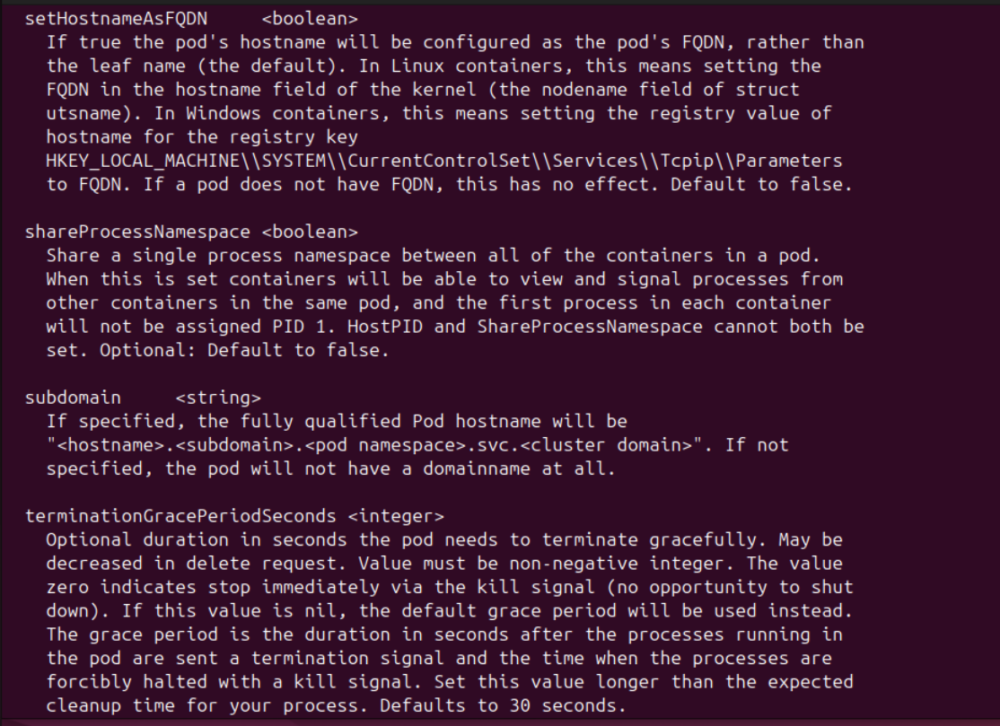 setHostnameAsFQDN     <boolean>
If true the pod's hostname will be configured as the pod's FQDN, rather than
the leaf name (the default). In Linux containers, this means setting the
FQDN in the hostname field of the kernel (the nodename field of struct
utsname). In Windows containers, this means setting the registry value of
hostname for the registry key
HKEY_LOCAL_MACHINE\\SYSTEM\\CurrentControlSet\\Services\\Tcpip\\Parameters
to FQDN. If a pod does not have FQDN, this has no effect. Default to false.

shareProcessNamespace <boolean>
Share a single process namespace between all of the containers in a pod.
When this is set containers will be able to view and signal processes from
other containers in the same pod, and the first process in each container
will not be assigned PID 1. HostPID and ShareProcessNamespace cannot both be
set. Optional: Default to false.

subdomain     <string>
If specified, the fully qualified Pod hostname will be
"<hostname>.<subdomain>.<pod namespace>.svc.<cluster domain>". If not
specified, the pod will not have a domainname at all.

terminationGracePeriodSeconds <integer>
Optional duration in seconds the pod needs to terminate gracefully. May be
decreased in delete request. Value must be non-negative integer. The value
zero indicates stop immediately via the kill signal (no opportunity to shut
down). If this value is nil, the default grace period will be used instead.
The grace period is the duration in seconds after the processes running in
the pod are sent a termination signal and the time when the processes are
forcibly halted with a kill signal. Set this value longer than the expected
cleanup time for your process. Defaults to 30 seconds.